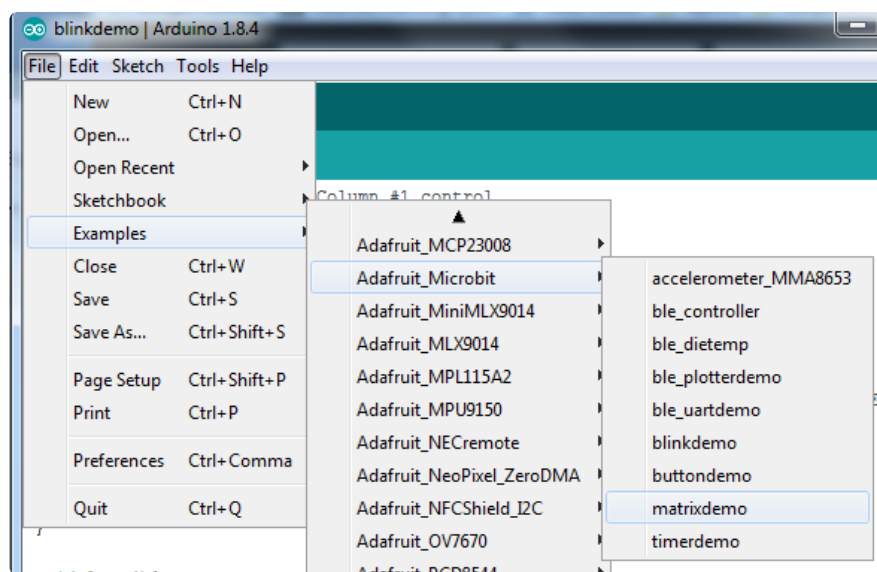 blinkdemo | Arduino 1.8.4
File Edit Sketch Tools Help
New Ctrl+N
Open... Ctrl+O
Open Recent
Sketchbook
Examples
Close Ctrl+W
Save Ctrl+S
Save As... Ctrl+Shift+S
Page Setup Ctrl+Shift+P
Print Ctrl+P
Preferences Ctrl+Comma
Quit Ctrl+Q
Column #1 control
Adafruit_MCP23008
Adafruit_Microbit
Adafruit_MiniMLX9014
Adafruit_MLX9014
Adafruit_MPL115A2
Adafruit_MPU9150
Adafruit_NECremote
Adafruit_NeoPixel_ZeroDMA
Adafruit_NFCShield_I2C
Adafruit_OV7670
accelerometer_MMA8653
ble_controller
ble_dietemp
ble_plotterdemo
ble_uartdemo
blinkdemo
buttondemo
matrixdemo
timerdemo